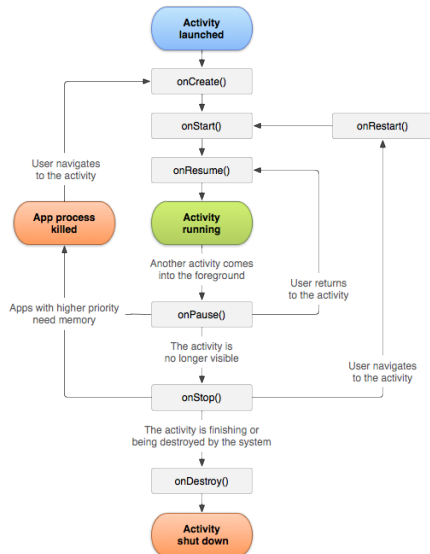 Activity
launched
onCreate()
onStart()
onRestart()
User navigates
to the activity
onResume()
App process
killed
Activity
running
Another activity comes
into the foreground
User returns
to the activity
Apps with higher priority
need memory
onPause()
The activity is
no longer visible
User navigates
to the activity
onStop()
The activity is finishing or
being destroyed by the system
onDestroy()
Activity
shut down